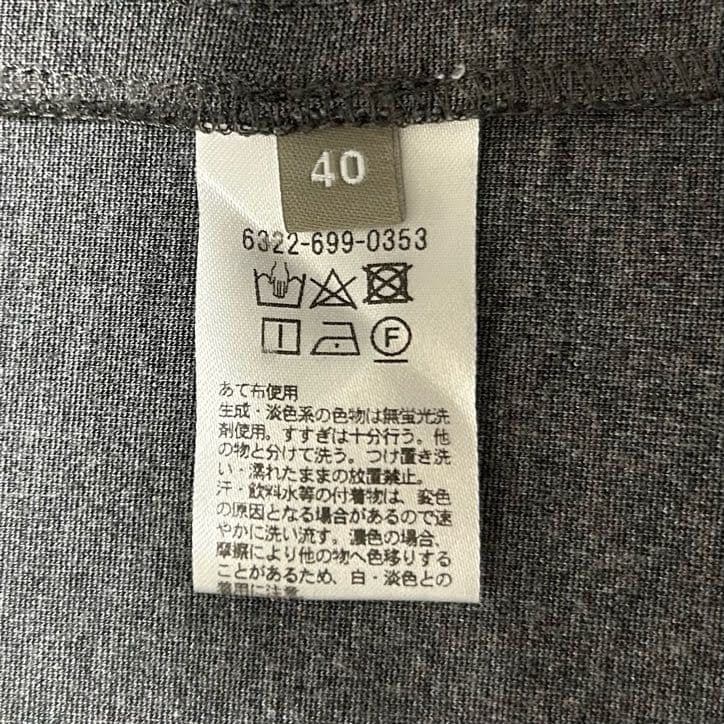 40
6322-699-0353
F
あて布使用
生成・淡色系の色物は無蛍光洗
剤使用。すすぎは十分行う。他
の物と分けて洗う。つけ置き洗
い・濡れたままの放置禁止。
汗・飲料水等の付着物は、変色
の原因となる場合があるので速
やかに洗い流す。濃色の場合、
摩擦により他の物へ色移りする
ことがあるため、白・淡色との
着用に注意